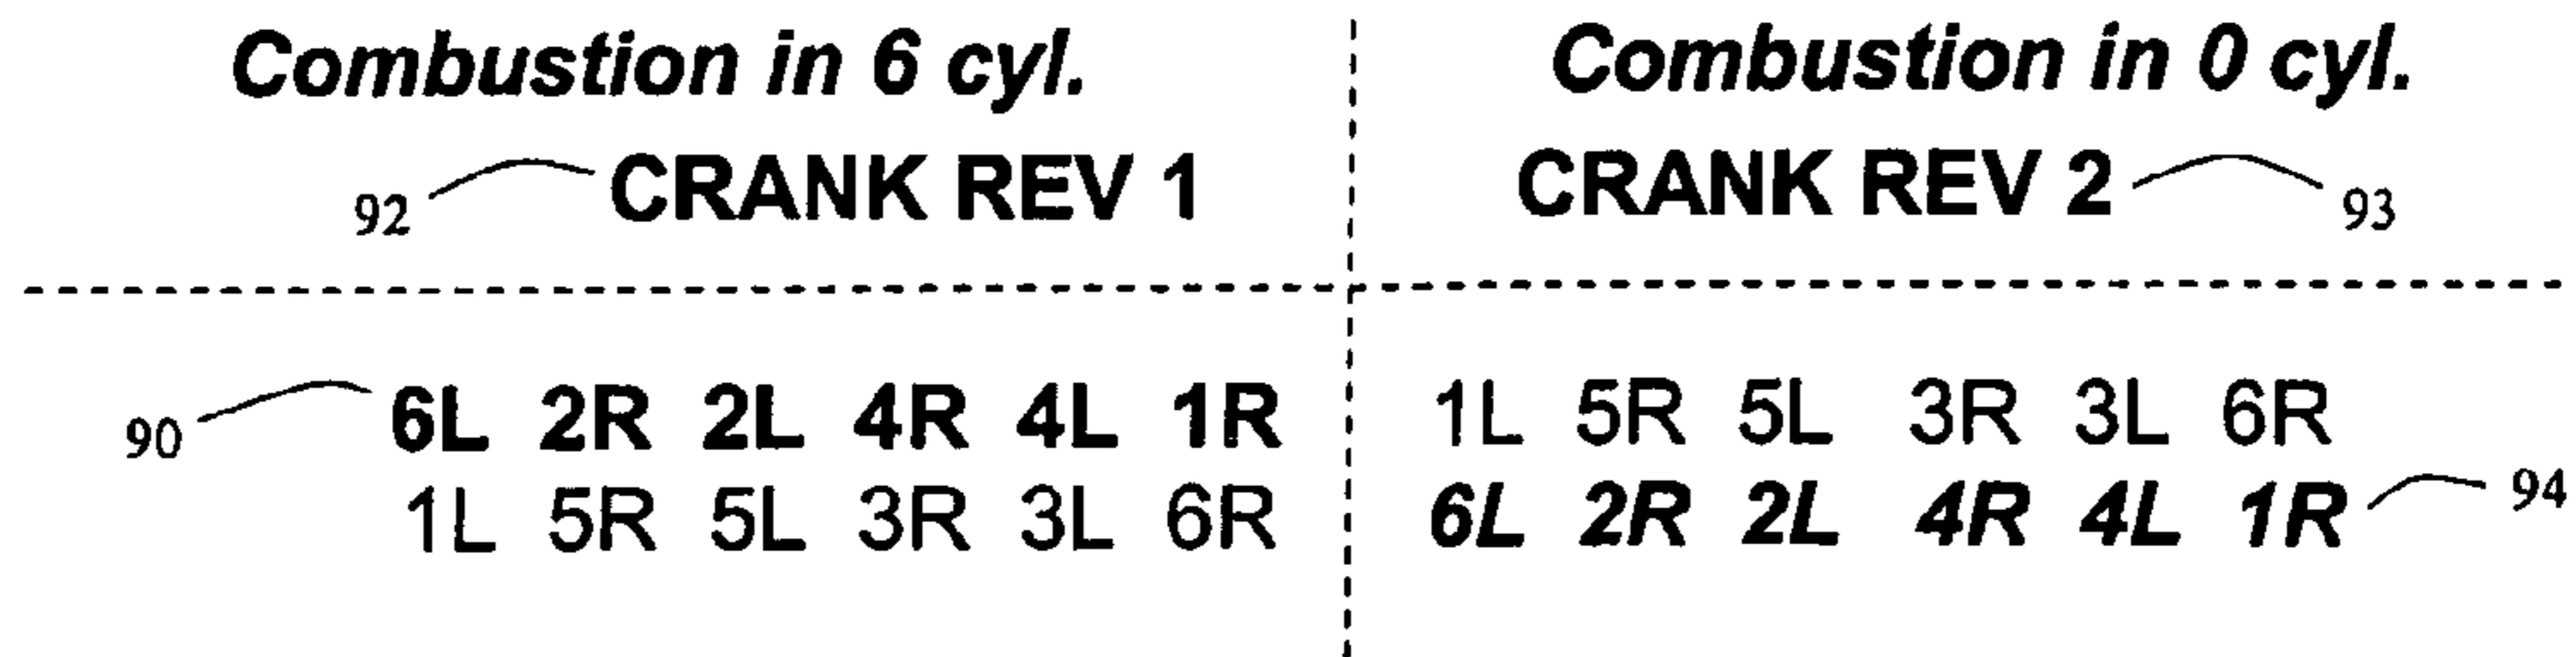 Combustion in 6 cyl. Combustion in 0 cyl.
92 CRANK REV 1 CRANK REV 2 93
90 6L 2R 2L 4R 4L 1R 1L 5R 5L 3R 3L 6R
1L 5R 5L 3R 3L 6R 6L 2R 2L 4R 4L 1R 94